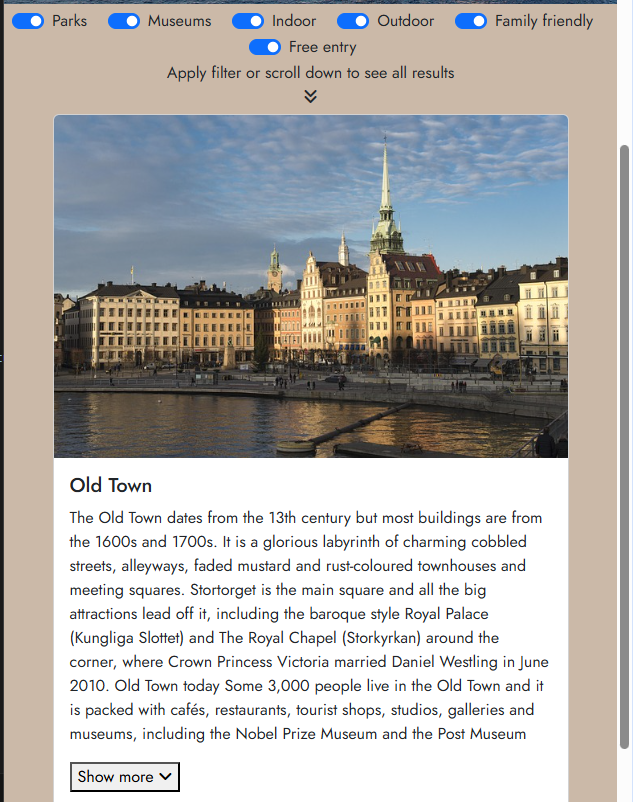 Parks Museums Indoor Outdoor Family friendly
Free entry
Apply filter or scroll down to see all results
Old Town
The Old Town dates from the 13th century but most buildings are from
the 1600s and 1700s. It is a glorious labyrinth of charming cobbled
streets, alleyways, faded mustard and rust-coloured townhouses and
meeting squares. Stortorget is the main square and all the big
attractions lead off it, including the baroque style Royal Palace
(Kungliga Slottet) and The Royal Chapel (Storkyrkan) around the
corner, where Crown Princess Victoria married Daniel Westling in June
2010. Old Town today Some 3,000 people live in the Old Town and it
is packed with cafés, restaurants, tourist shops, studios, galleries and
museums, including the Nobel Prize Museum and the Post Museum
Show more